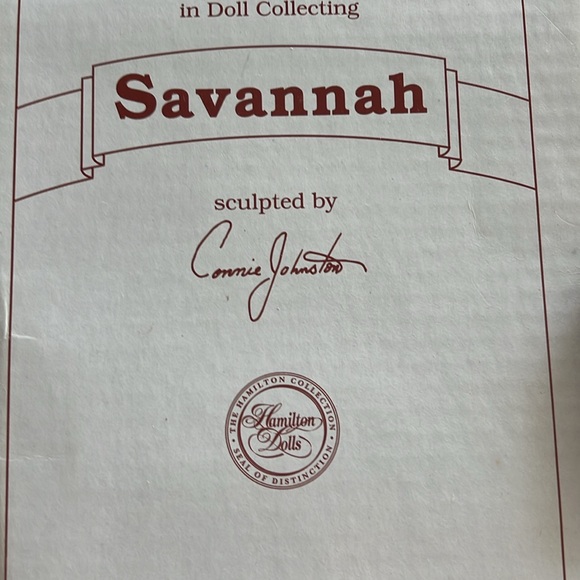 in Doll Collecting
Savannah
sculpted by
Connie Johnston
THE HAMILTON COLLECTION
Hamilton
Dolls
SEAL OF DISTINCTION